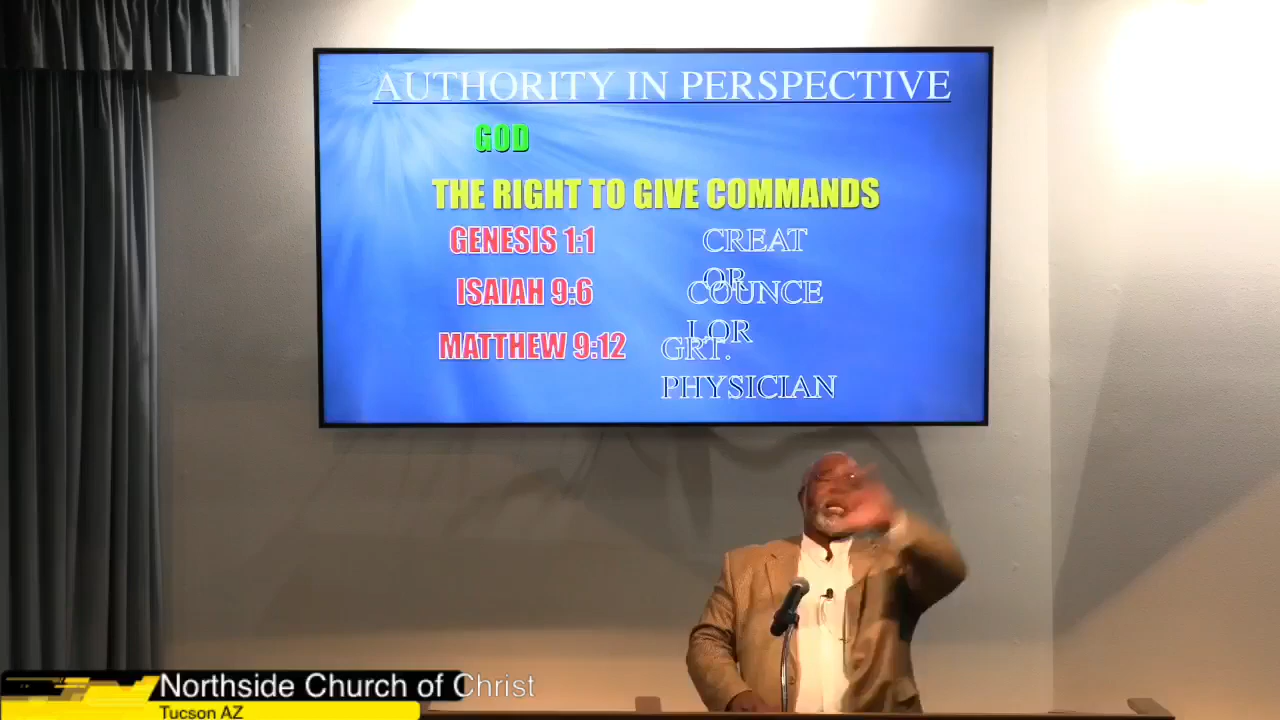 AUTHORITY IN PERSPECTIVE
GOD
THE RIGHT TO GIVE COMMANDS
GENESIS 1:1 CREAT
OR
ISAIAH 9:6 COUNCE
LOR
MATTHEW 9:12 GRT.
PHYSICIAN
Northside Church of Christ
Tucson AZ